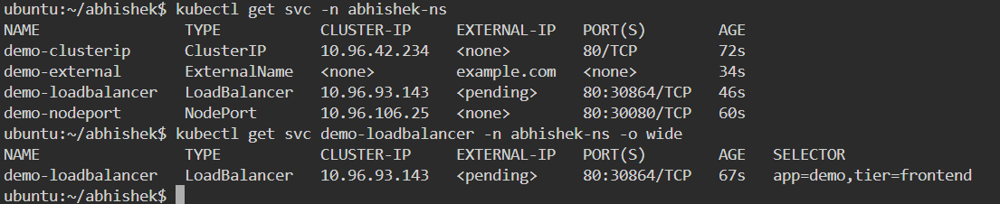 ubuntu:~/abhishek$ kubectl get svc -n abhishek-ns
NAME                TYPE           CLUSTER-IP     EXTERNAL-IP   PORT(S)        AGE
demo-clusterip      ClusterIP      10.96.42.234   <none>        80/TCP         72s
demo-external       ExternalName   <none>         example.com   <none>         34s
demo-loadbalancer   LoadBalancer   10.96.93.143   <pending>     80:30864/TCP   46s
demo-nodeport       NodePort       10.96.106.25   <none>        80:30080/TCP   60s
ubuntu:~/abhishek$ kubectl get svc demo-loadbalancer -n abhishek-ns -o wide
NAME                TYPE           CLUSTER-IP     EXTERNAL-IP   PORT(S)        AGE   SELECTOR
demo-loadbalancer   LoadBalancer   10.96.93.143   <pending>     80:30864/TCP   67s   app=demo,tier=frontend
ubuntu:~/abhishek$